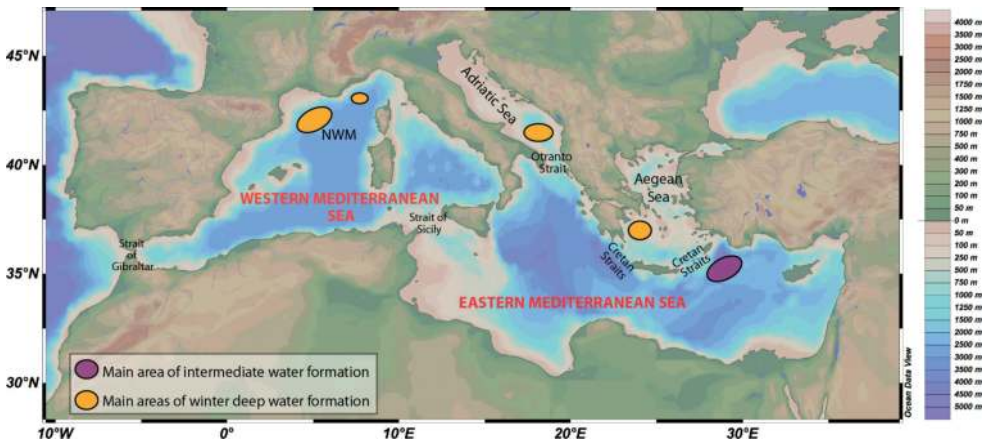 45°N
40°N
35°N
30°N
10°W
0°
10°E
20°E
30°E
Adriatic Sea
NWM
Otranto
Strait
Aegean
Sea
WESTERN MEDITERRANEAN
SEA
Strait of
Sicily
Strait
of
Gibraltar
Cretan
Straits
Cretan
Straits
EASTERN MEDITERRANEAN SEA
Main area of intermediate water formation
Main areas of winter deep water formation
Ocean Data View
4000 m
3500 m
3000 m
2500 m
2000 m
1750 m
1500 m
1250 m
1000 m
750 m
500 m
400 m
300 m
200 m
100 m
50 m
0 m
50 m
100 m
250 m
500 m
750 m
1000 m
1250 m
1500 m
1750 m
2000 m
2500 m
3000 m
3500 m
4000 m
4500 m
5000 m